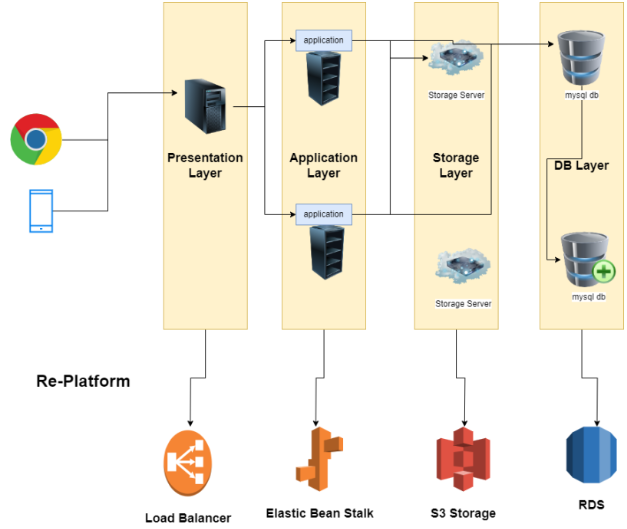 application
Storage Server
mysql db
Presentation
Layer
Application
Layer
Storage
Layer
DB Layer
application
Storage Server
mysql db
Re-Platform
Load Balancer
Elastic Bean Stalk
S3 Storage
RDS